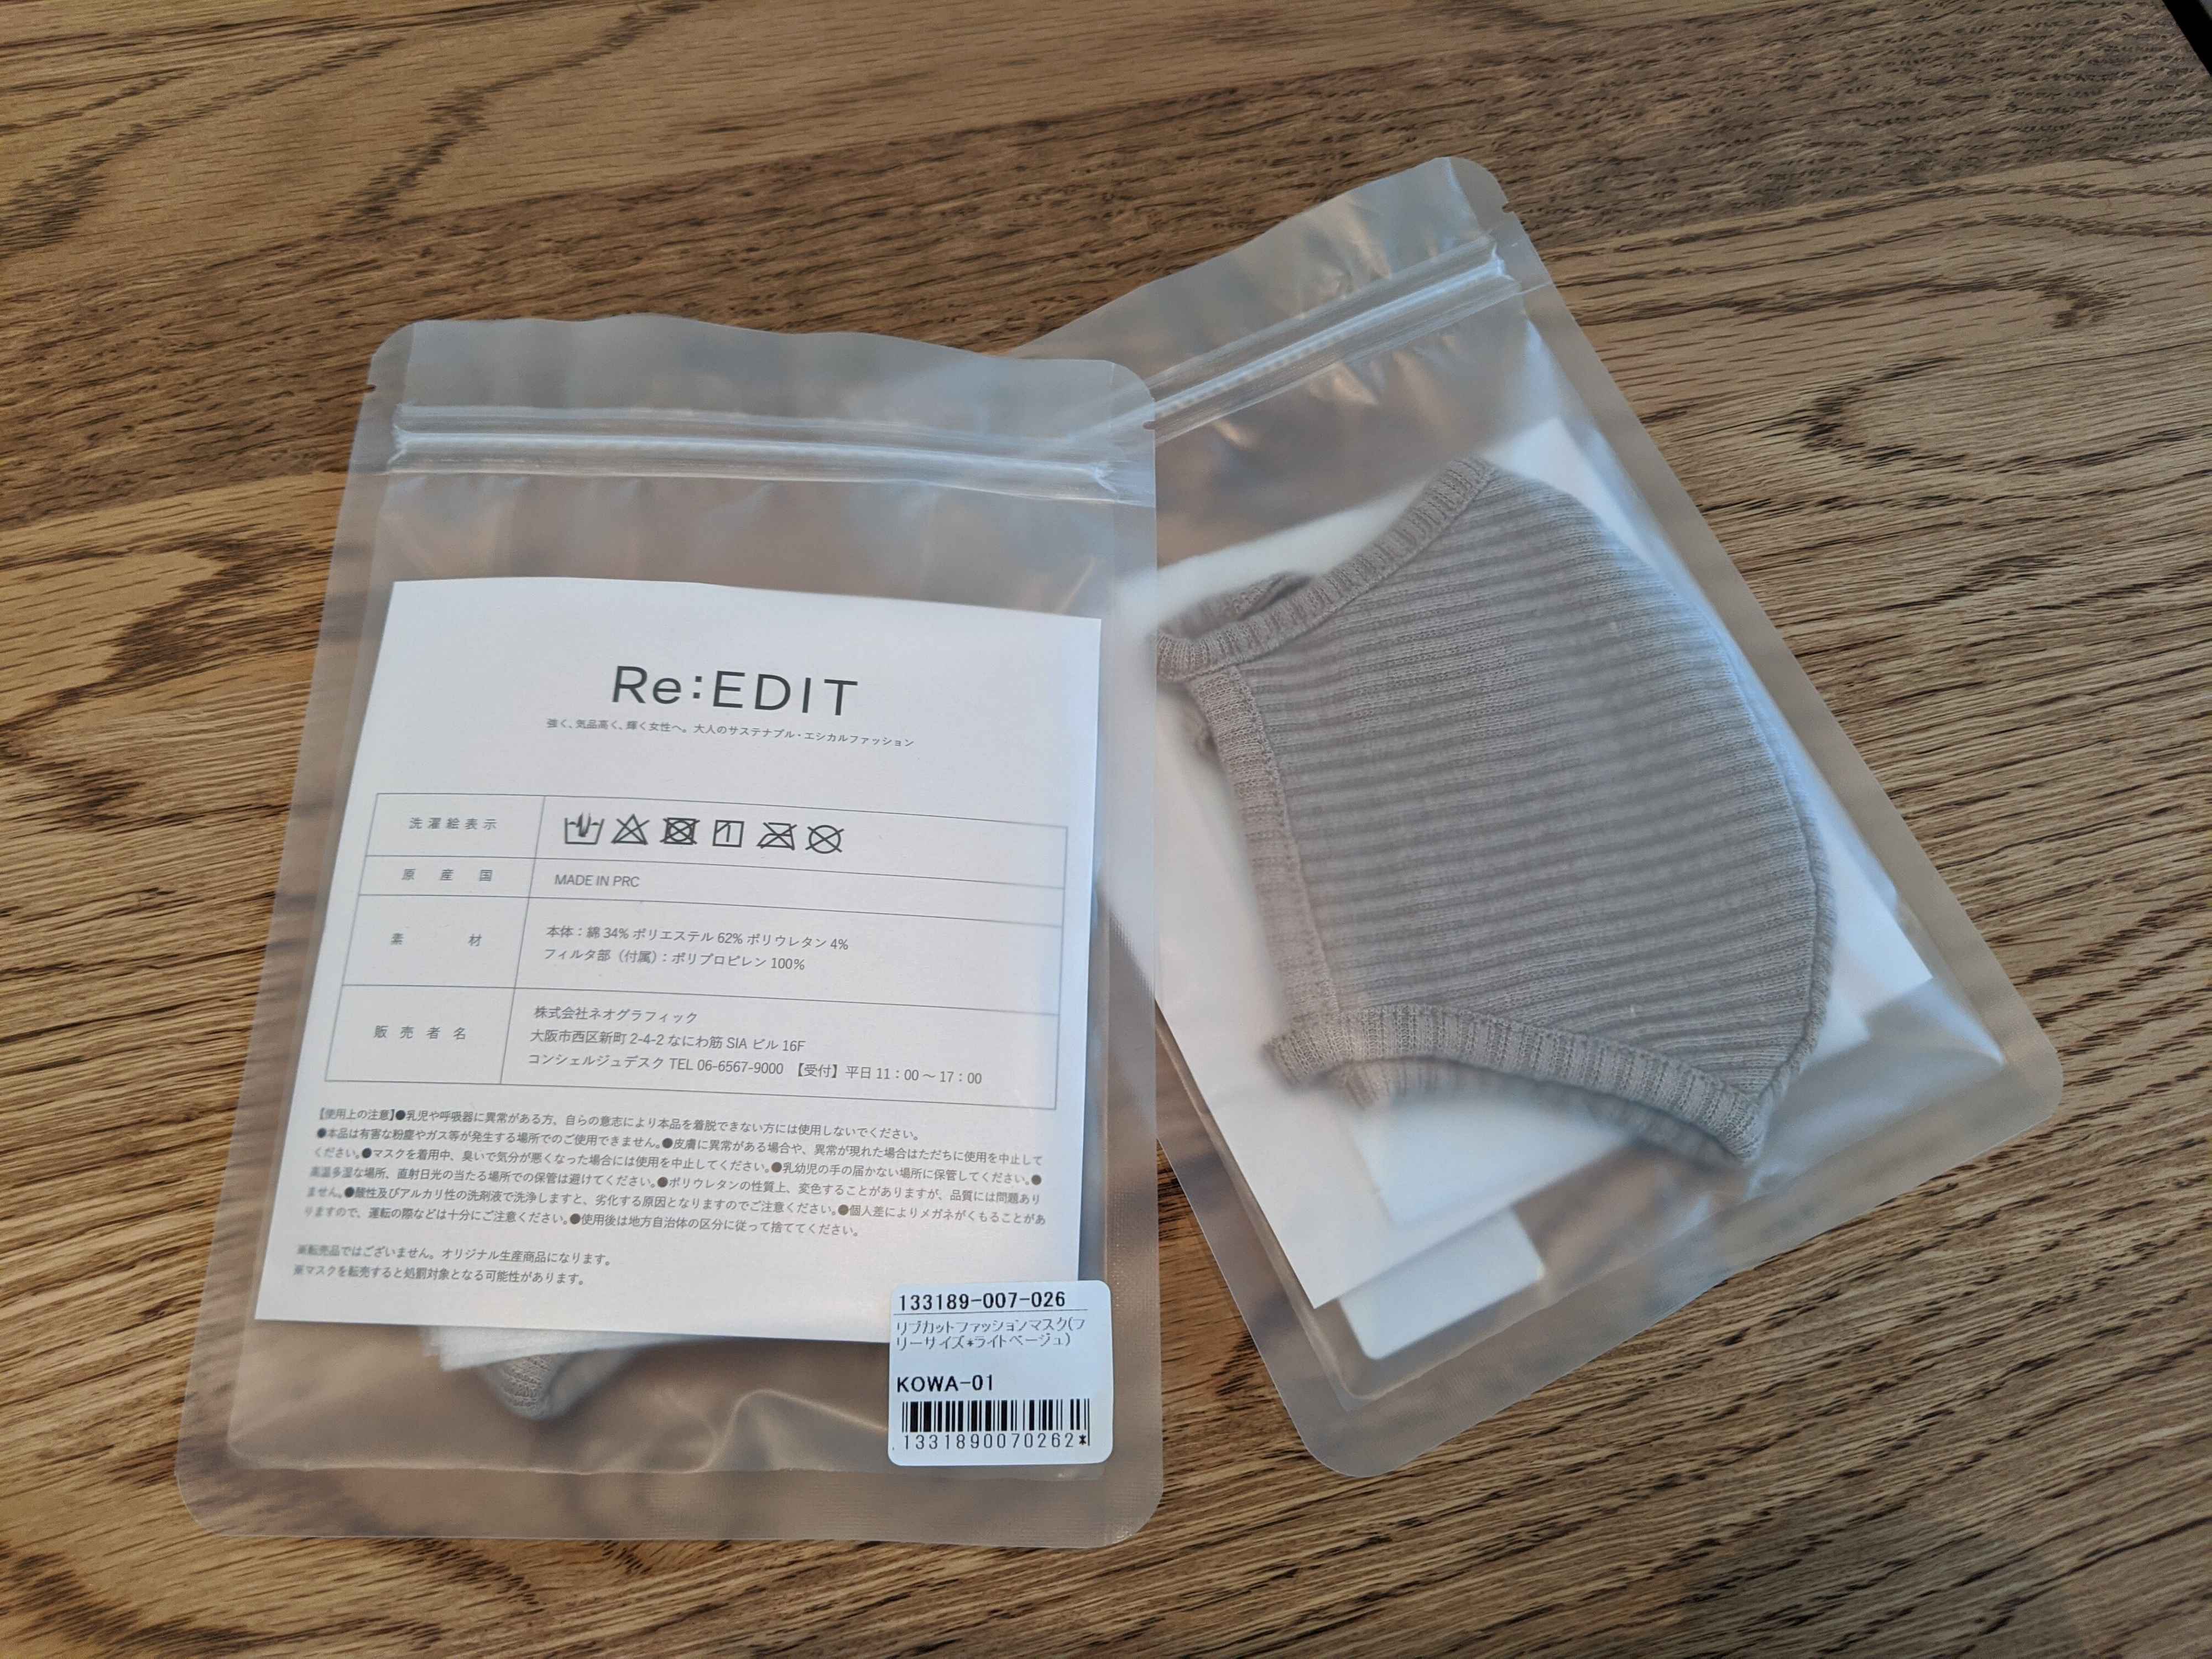 Re:EDIT
強く、気品高く、輝く女性へ。大人のサステナブル・エシカルファッション
洗濯絵表示
原産国
MADE IN PRC
素材
本体：綿 34% ポリエステル 62% ポリウレタン 4%
フィルタ部（付属）：ポリプロピレン 100%
販売者名
株式会社ネオグラフィック
大阪市西区新町 2-4-2 なにわ筋 SIA ビル 16F
コンシェルジュデスク TEL 06-6567-9000 【受付】平日 11：00 〜 17：00
【使用上の注意】●乳児や呼吸器に異常がある方、自らの意志により本品を着脱できない方には使用しないでください。
●本品は有害な粉塵やガス等が発生する場所でのご使用できません。●皮膚に異常がある場合や、異常が現れた場合はただちに使用を中止して
ください。●マスクを着用中、臭いで気分が悪くなった場合には使用を中止してください。●乳幼児の手の届かない場所に保管してください。●
高温多湿な場所、直射日光の当たる場所での保管は避けてください。●ポリウレタンの性質上、変色することがありますが、品質には問題あり
ません。●酸性及びアルカリ性の洗剤液で洗浄しますと、劣化する原因となりますのでご注意ください。●個人差によりメガネがくもることがあ
りますので、運転の際などは十分にご注意ください。●使用後は地方自治体の区分に従って捨ててください。
※転売品ではございません。オリジナル生産商品になります。
※マスクを転売すると処罰対象となる可能性があります。
133189-007-026
リブカットファッションマスク(フ
リーサイズ*ライトベージュ)
KOWA-01
1331890070262*